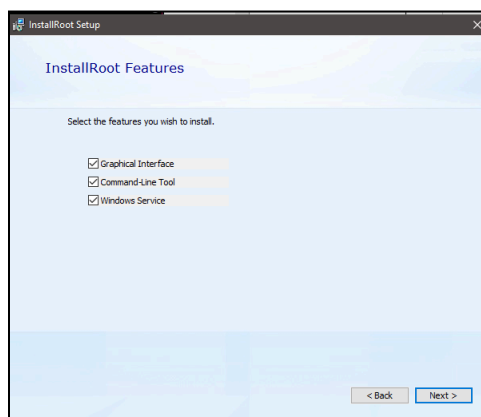 InstallRoot Setup
InstallRoot Features
Select the features you wish to install.
Graphical Interface
Command-Line Tool
Windows Service
< Back Next >